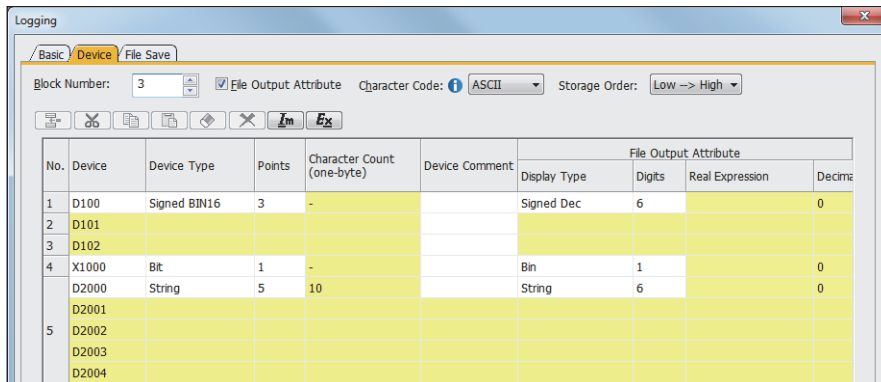 Logging
Basic Device File Save
Block Number: 3 File Output Attribute Character Code: ASCII Storage Order: Low --> High
Im Ex
No. Device Device Type Points Character Count (one-byte) Device Comment File Output Attribute
Display Type Digits Real Expression Decima
1 D100 Signed BIN16 3 - Signed Dec 6 0
2 D101
3 D102
4 X1000 Bit 1 - Bin 1 0
D2000 String 5 10 String 6 0
D2001
5 D2002
D2003
D2004